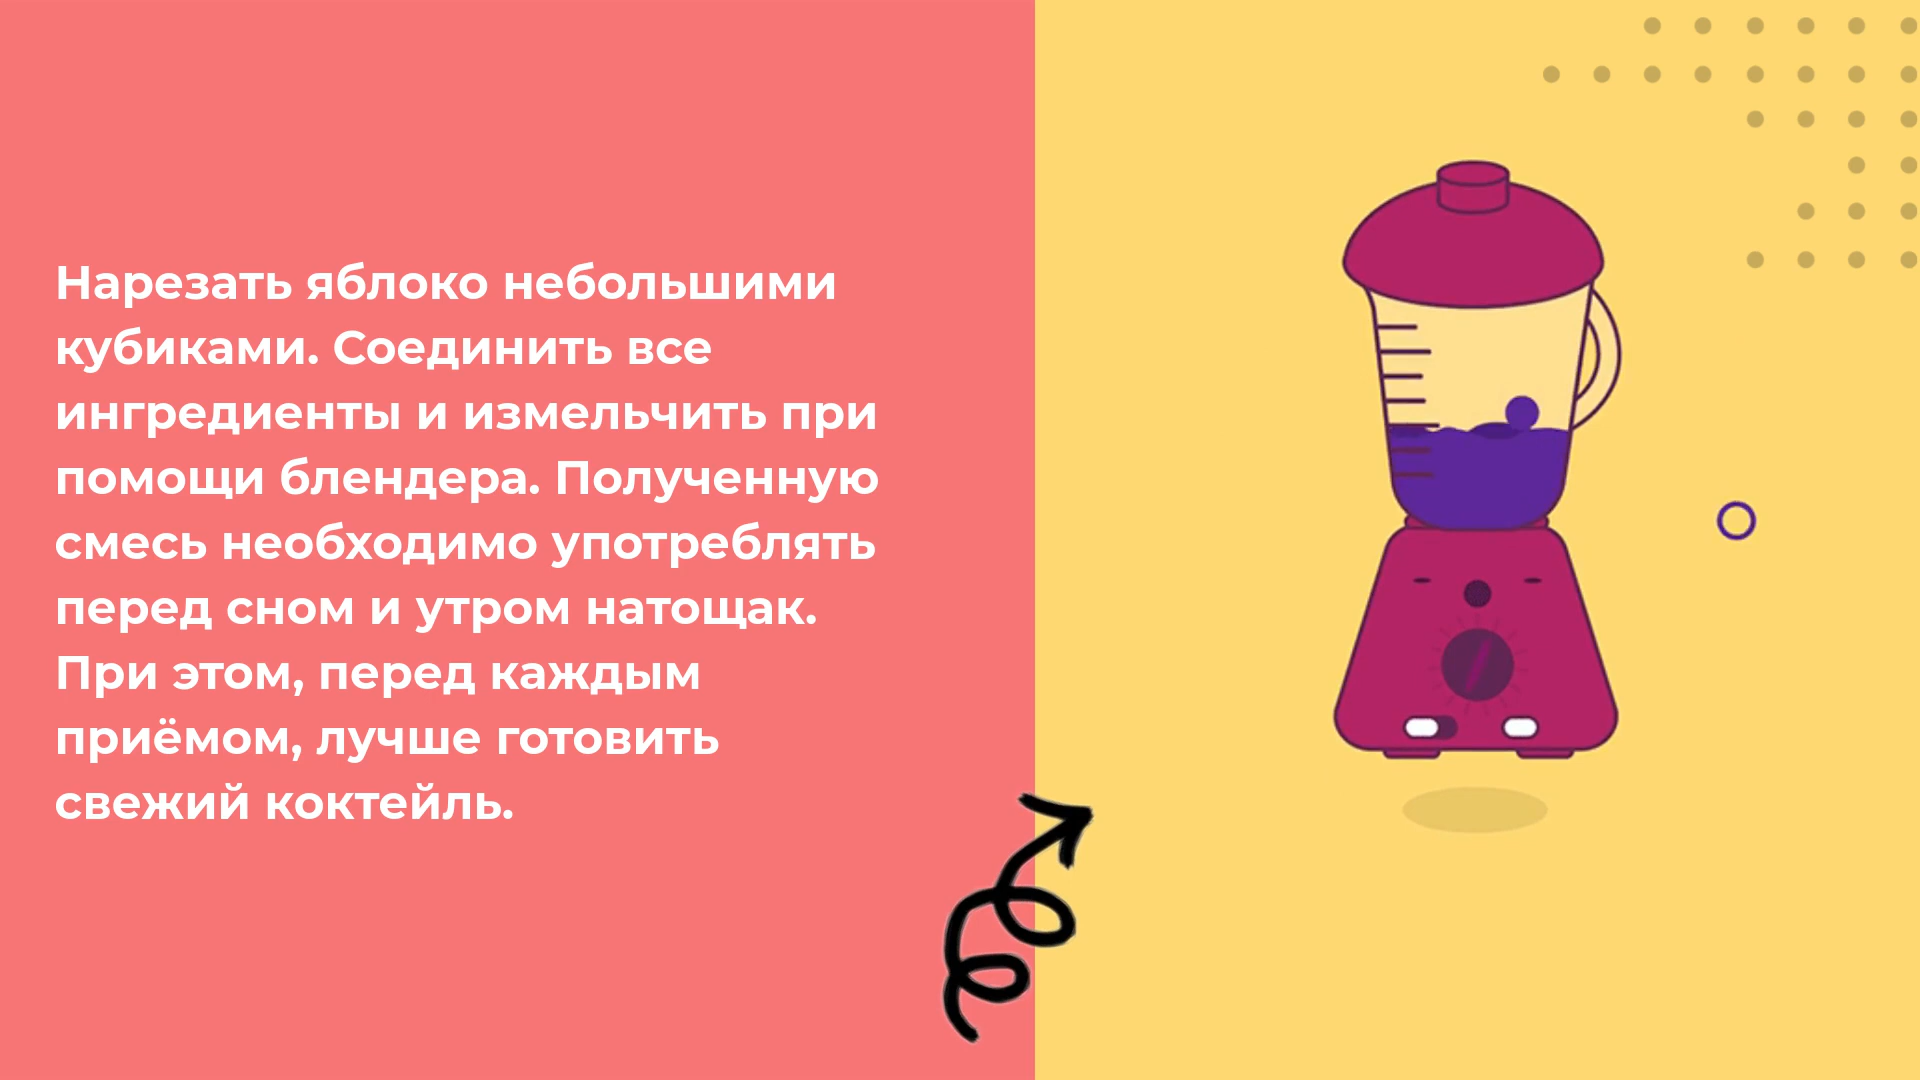 Нарезать яблоко небольшими
кубиками. Соединить все
ингредиенты и измельчить при
помощи блендера. Полученную
смесь необходимо употреблять
перед сном и утром натощак.
При этом, перед каждым
приёмом, лучше готовить
свежий коктейль.